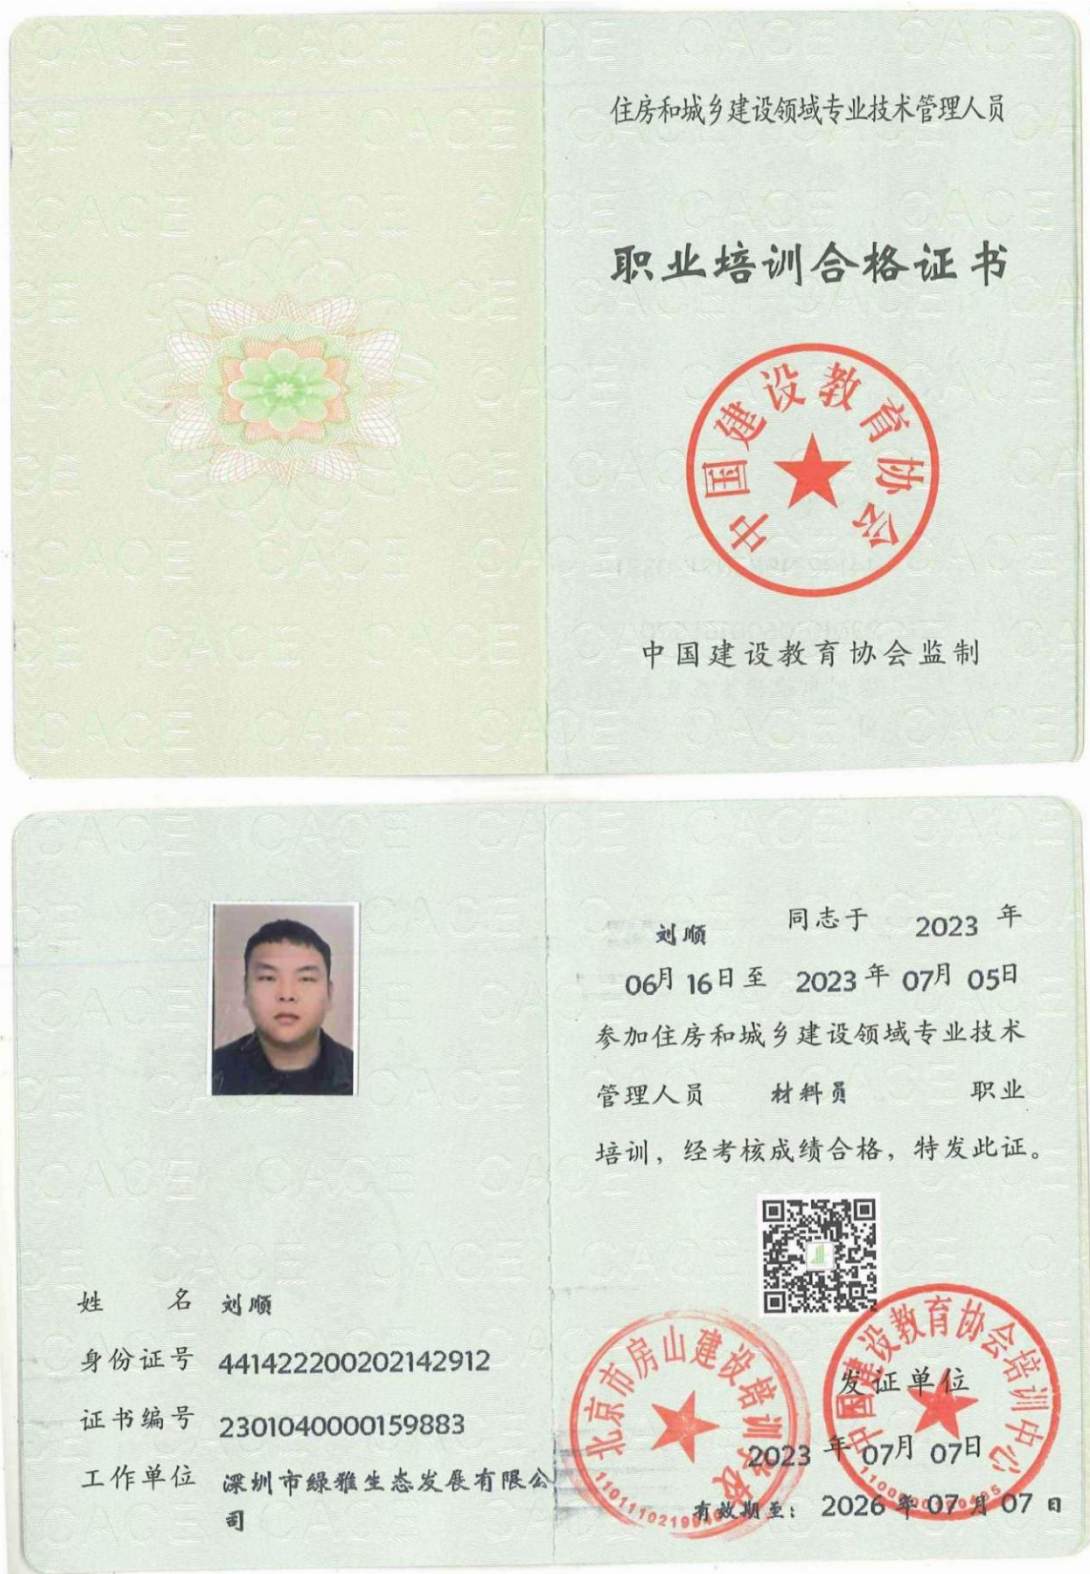 住房和城乡建设领域专业技术管理人员
职业培训合格证书
中国建设教育协会
中国建设教育协会监制
姓 名 刘顺
身份证号 441422200202142912
证书编号 2301040000159883
工作单位 深圳市绿雅生态发展有限公
司
刘顺 同志于 2023 年
06月 16日至 2023 年 07月 05日
参加住房和城乡建设领域专业技术
管理人员 材料员 职业
培训，经考核成绩合格，特发此证。
北京市房山建设培训学校
中国建设教育协会培训中心
发证单位
2023 年 07月 07日
有效期至： 2026 年 07 月 07 日